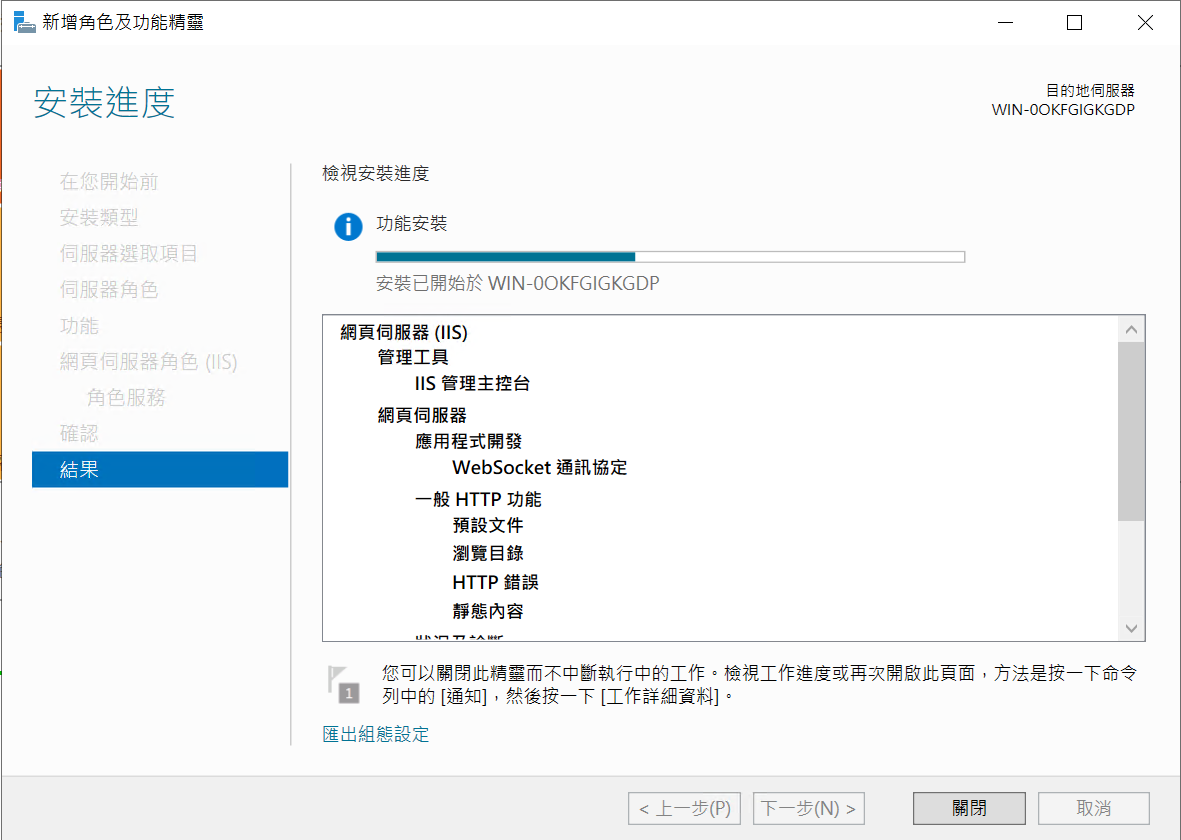 新增角色及功能精靈
安裝進度
目的地伺服器
WIN-0OKFGIGKGDP
在您開始前
安裝類型
伺服器選取項目
伺服器角色
功能
網頁伺服器角色 (IIS)
角色服務
確認
結果
檢視安裝進度
功能安裝
安裝已開始於 WIN-0OKFGIGKGDP
網頁伺服器 (IIS)
管理工具
IIS 管理主控台
網頁伺服器
應用程式開發
WebSocket 通訊協定
一般 HTTP 功能
預設文件
瀏覽目錄
HTTP 錯誤
靜態內容
狀況及診斷
1
您可以關閉此精靈而不中斷執行中的工作。檢視工作進度或再次開啟此頁面，方法是按一下命令
列中的 [通知]，然後按一下 [工作詳細資料]。
匯出組態設定
< 上一步(P)
下一步(N) >
關閉
取消